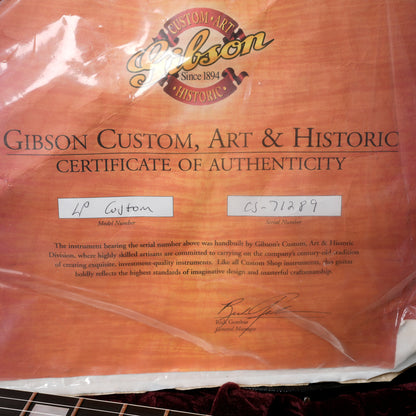 CUSTOM · ART
Gibson
Since 1894
HISTORIC
GIBSON CUSTOM, ART & HISTORIC
CERTIFICATE OF AUTHENTICITY
LP Custom CS-71289
Model Number Serial Number
The instrument bearing the serial number above was handbuilt by Gibson's Custom, Art & Historic
Division, where highly skilled artisans are committed to carrying on the company's century-old tradition
of creating exquisite, investment-quality instruments. Like all Custom Shop instruments, this guitar
boldly reflects the highest standards of imaginative design and masterful craftsmanship.
Rick Gembar
General Manager